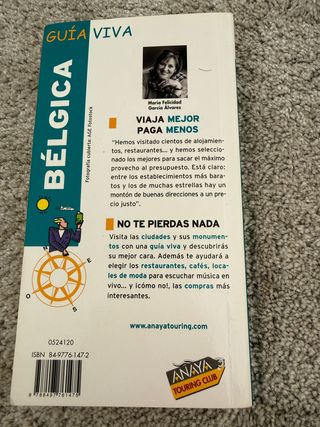 GUÍA VIVA
BÉLGICA
Fotografía cubierta: AGE fotostock
María Felicidad
García Álvarez
VIAJA MEJOR
PAGA MENOS
"Hemos visitado cientos de alojamien-
tos, restaurantes... y hemos seleccio-
nado los mejores para sacar el máximo
provecho al presupuesto. Está claro:
entre los establecimientos más bara-
tos y los de muchas estrellas hay un
montón de buenas direcciones a un pre-
cio justo".
NO TE PIERDAS NADA
Visita las ciudades y sus monumen-
tos con una guía viva y descubrirás
su mejor cara. Además te ayudará a
elegir los restaurantes, cafés, loca-
les de moda para escuchar música en
vivo... y ¡cómo no!, las compras más
interesantes.
N
E
S
O
www.anayatouring.com
0524120
ISBN 84-9776-147-2
9 788497 761475
ANAYA
TOURING CLUB